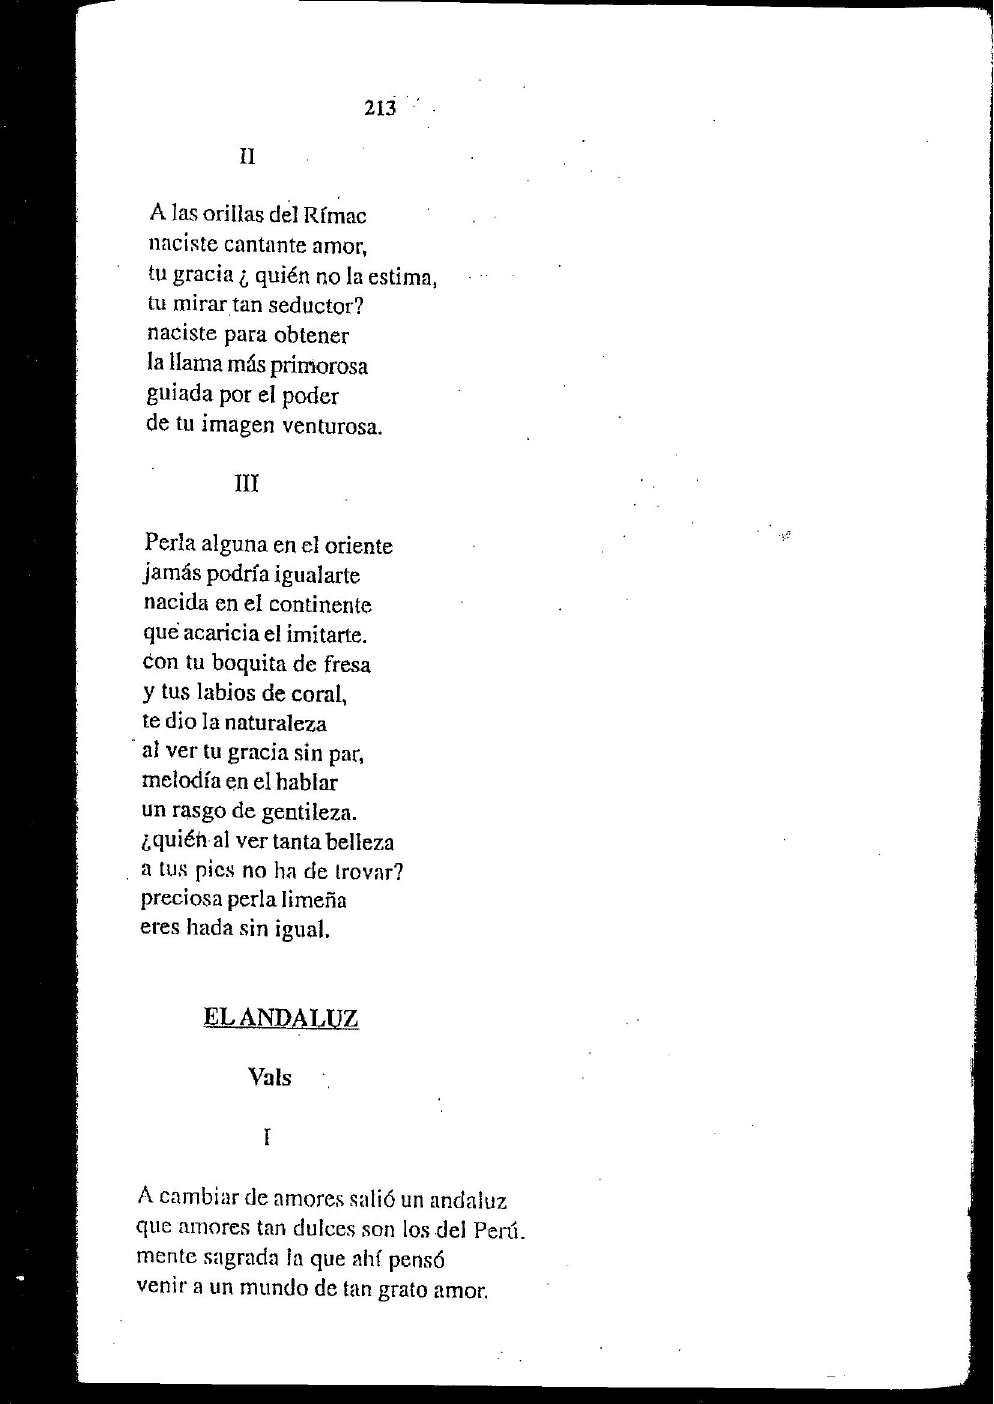 213
II
A las orillas del Rímac
naciste cantante amor,
tu gracia ¿ quién no la estima,
tu mirar tan seductor?
naciste para obtener
la llama más primorosa
guiada por el poder
de tu imagen venturosa.
III
Perla alguna en el oriente
jamás podría igualarte
nacida en el continente
que acaricia el imitarte.
con tu boquita de fresa
y tus labios de coral,
te dio la naturaleza
al ver tu gracia sin par,
melodía en el hablar
un rasgo de gentileza.
¿quién al ver tanta belleza
a tus pies no ha de trovar?
preciosa perla limeña
eres hada sin igual.
EL ANDALUZ
Vals
I
A cambiar de amores salió un andaluz
que amores tan dulces son los del Perú.
mente sagrada la que ahí pensó
venir a un mundo de tan grato amor.